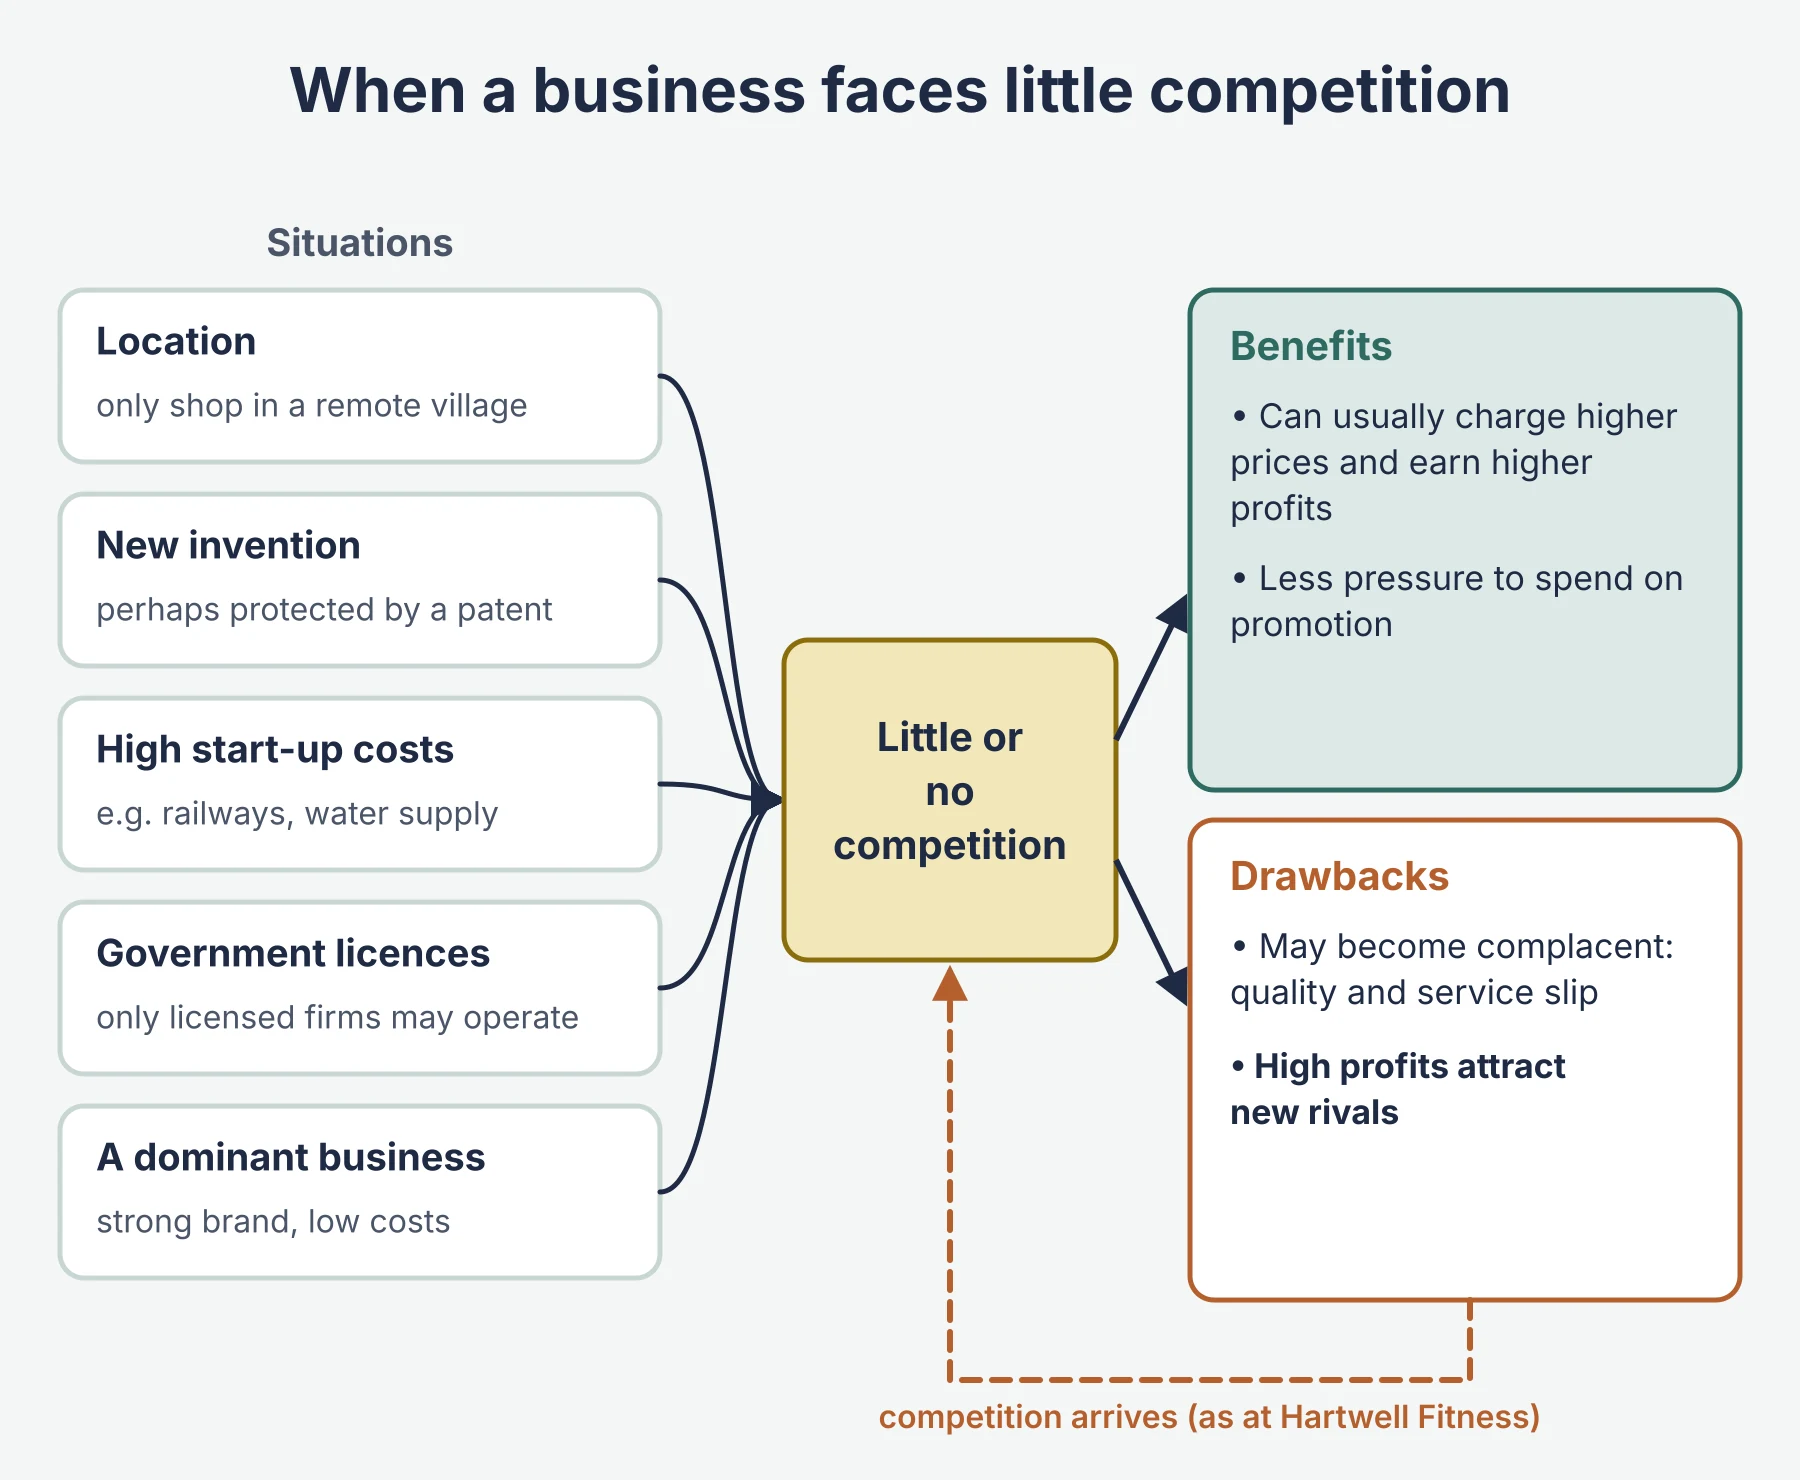 When a business faces little competition
Situations
Location
only shop in a remote village
New invention
perhaps protected by a patent
High start-up costs
e.g. railways, water supply
Government licences
only licensed firms may operate
A dominant business
strong brand, low costs
Little or
no
competition
Benefits
• Can usually charge higher
prices and earn higher
profits
• Less pressure to spend on
promotion
Drawbacks
• May become complacent:
quality and service slip
• High profits attract
new rivals
competition arrives (as at Hartwell Fitness)